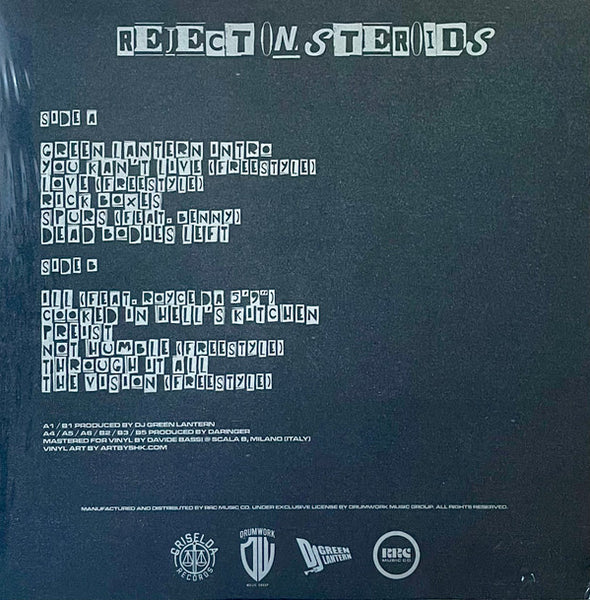 REJECT ON STEROIDS
SIDE A
GREEN LANTERN INTRO
YOU KAN'T LIVE (FREESTYLE)
LOVE (FREESTYLE)
RICK BOXES
SPURS (FEAT. BENNY)
DEAD BODIES LEFT
SIDE B
ILL (FEAT. ROYCE DA 5'9")
COOKED IN HELL'S KITCHEN
PREIST
NOT HUMBLE (FREESTYLE)
THROUGH IT ALL
THE VISION (FREESTYLE)
A1 / B1 PRODUCED BY DJ GREEN LANTERN
A4 / A5 / A6 / B2 / B3 / B5 PRODUCED BY DARINGER
MASTERED FOR VINYL BY DAVIDE BASSI @ SCALA B, MILANO (ITALY)
VINYL ART BY ARTBYSHK.COM
MANUFACTURED AND DISTRIBUTED BY RRC MUSIC CO. UNDER EXCLUSIVE LICENSE BY DRUMWORK MUSIC GROUP. ALL RIGHTS RESERVED.
GRISELDA
RECORDS
DRUMWORK
MUSIC GROUP
DJ GREEN
LANTERN
RRC
MUSIC CO.